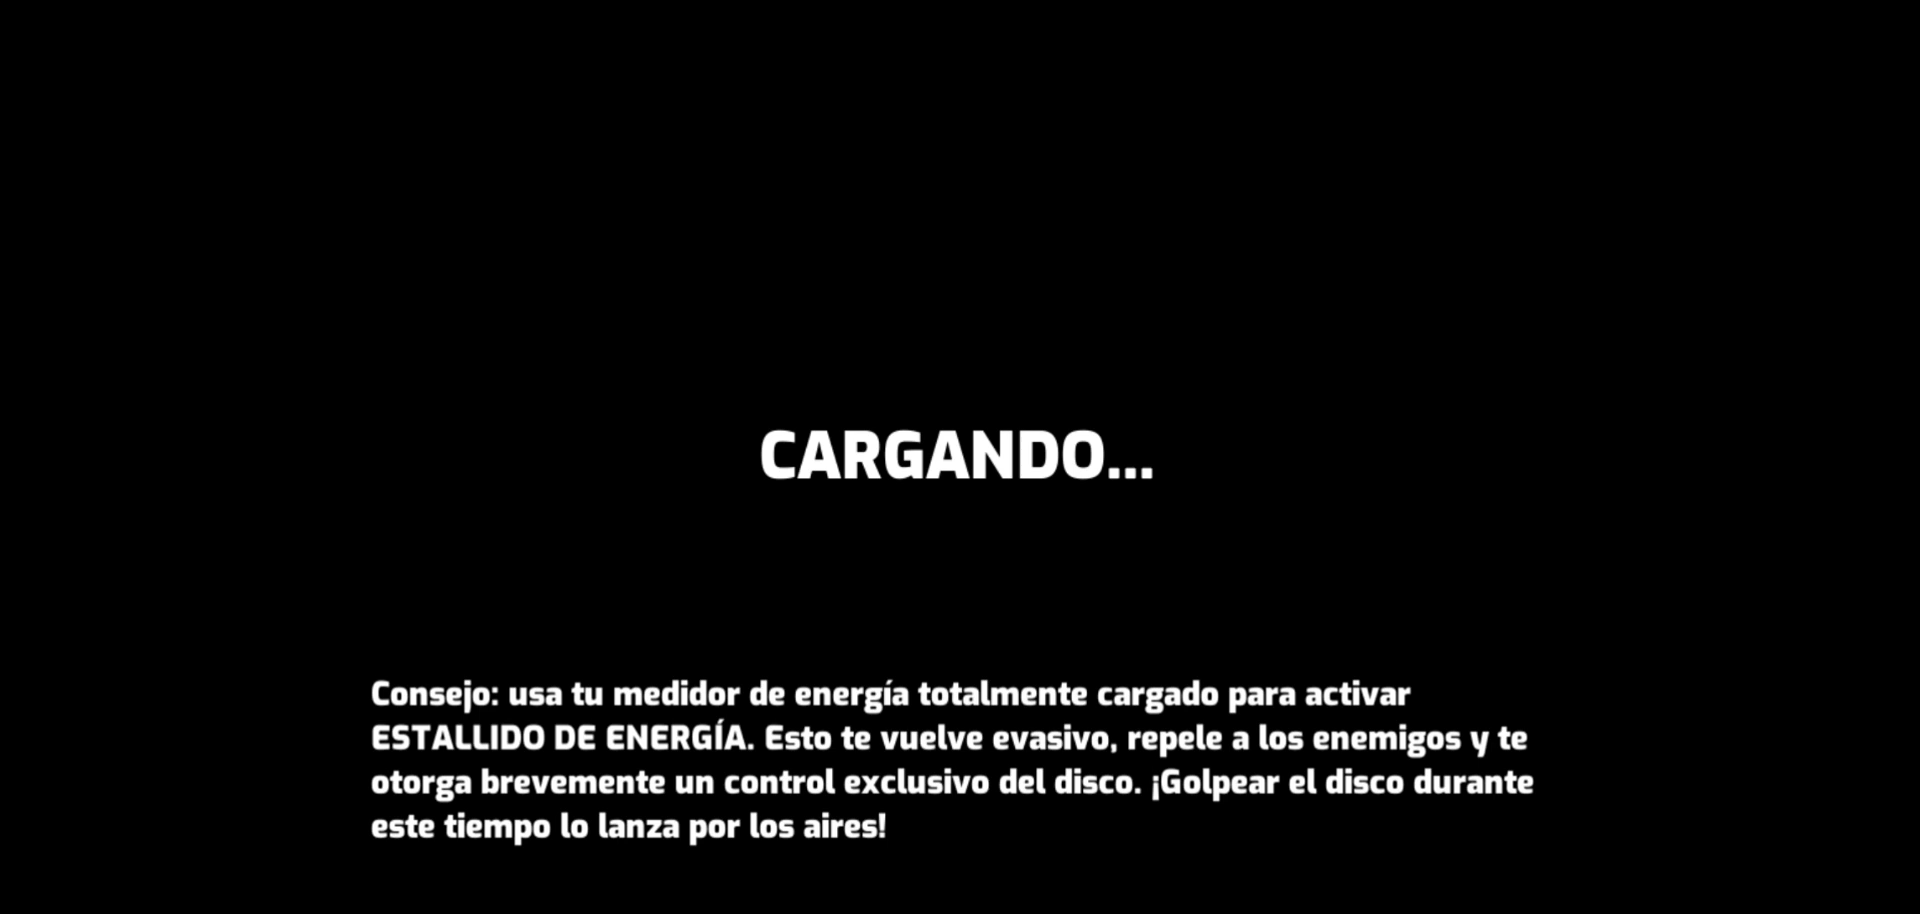 CARGANDO...
Consejo: usa tu medidor de energía totalmente cargado para activar
ESTALLIDO DE ENERGÍA. Esto te vuelve evasivo, repele a los enemigos y te
otorga brevemente un control exclusivo del disco. ¡Golpear el disco durante
este tiempo lo lanza por los aires!